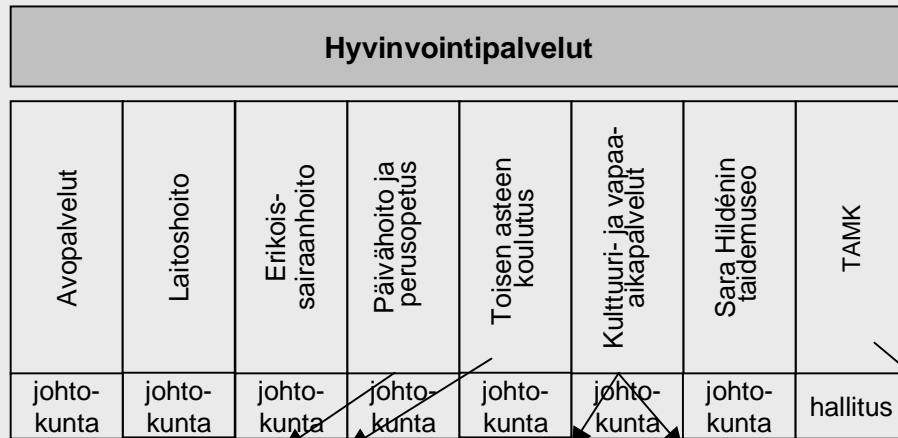 Hyvinvointipalvelut
Avopalvelut
Laitoshoito
Erikois-
sairaanhoito
Päivähoito ja
perusopetus
Toisen asteen
koulutus
Kulttuuri- ja vapaa-
aikapalvelut
Sara Hildénin
taidemuseo
TAMK
johto-
kunta
johto-
kunta
johto-
kunta
johto-
kunta
johto-
kunta
johto-
kunta
johto-
kunta
hallitus